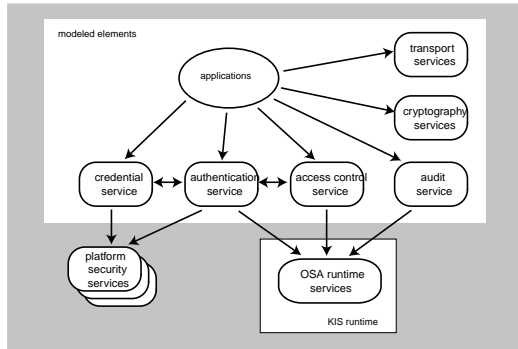 modeled elements
transport
services
applications
cryptography
services
credential
service
authentication
service
access control
service
audit
service
platform
security
services
OSA runtime
services
KIS runtime